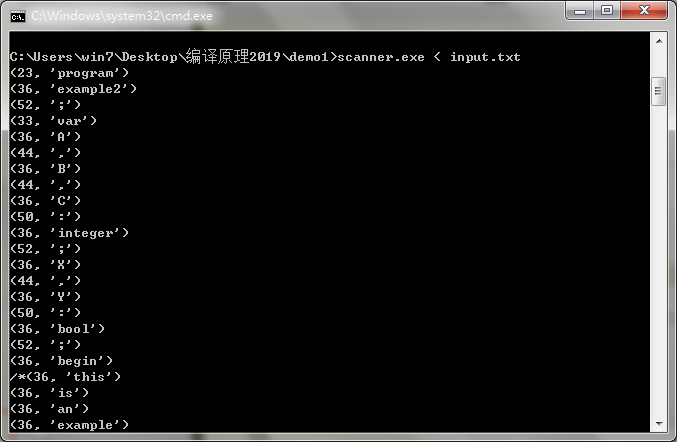 C:\Windows\system32\cmd.exe
C:\Users\win7\Desktop\编译原理2019\demo1>scanner.exe < input.txt
(23, 'program')
(36, 'example2')
(52, ';')
(33, 'var')
(36, 'A')
(44, ',')
(36, 'B')
(44, ',')
(36, 'C')
(50, ':')
(36, 'integer')
(52, ';')
(36, 'X')
(44, ',')
(36, 'Y')
(50, ':')
(36, 'bool')
(52, ';')
(36, 'begin')
/*(36, 'this')
(36, 'is')
(36, 'an')
(36, 'example')